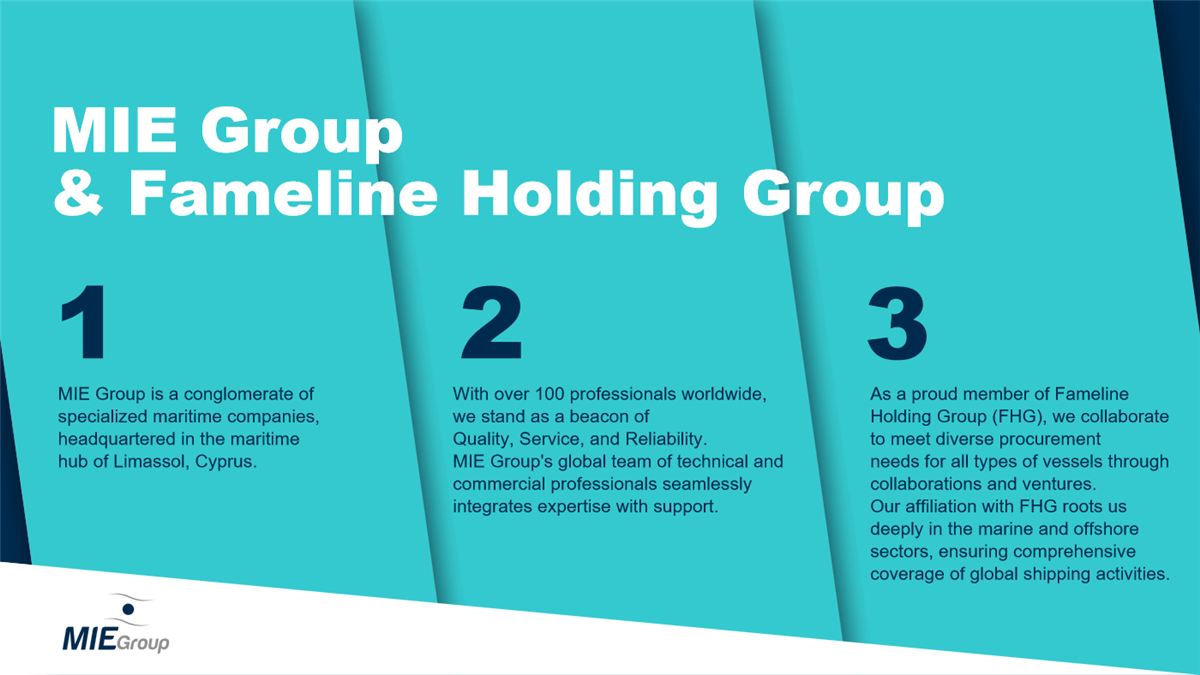 MIE Group
& Fameline Holding Group
1
MIE Group is a conglomerate of
specialized maritime companies,
headquartered in the maritime
hub of Limassol, Cyprus.
2
With over 100 professionals worldwide,
we stand as a beacon of
Quality, Service, and Reliability.
MIE Group's global team of technical and
commercial professionals seamlessly
integrates expertise with support.
3
As a proud member of Fameline
Holding Group (FHG), we collaborate
to meet diverse procurement
needs for all types of vessels through
collaborations and ventures.
Our affiliation with FHG roots us
deeply in the marine and offshore
sectors, ensuring comprehensive
coverage of global shipping activities.
MIEGroup